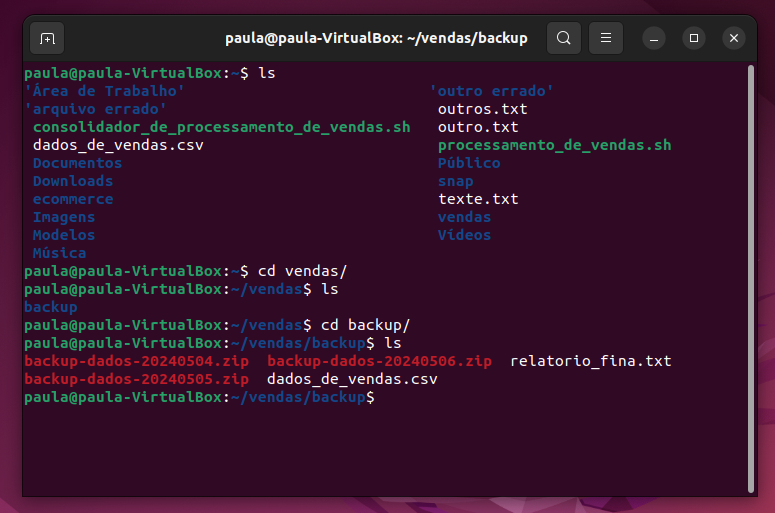 paula@paula-VirtualBox: ~/vendas/backup
paula@paula-VirtualBox:~$ ls
'Área de Trabalho' 'outro errado'
'arquivo errado' outros.txt
consolidador_de_processamento_de_vendas.sh outro.txt
dados_de_vendas.csv processamento_de_vendas.sh
Documentos Público
Downloads snap
ecommerce texte.txt
Imagens vendas
Modelos Vídeos
Música
paula@paula-VirtualBox:~$ cd vendas/
paula@paula-VirtualBox:~/vendas$ ls
backup
paula@paula-VirtualBox:~/vendas$ cd backup/
paula@paula-VirtualBox:~/vendas/backup$ ls
backup-dados-20240504.zip backup-dados-20240506.zip relatorio_fina.txt
backup-dados-20240505.zip dados_de_vendas.csv
paula@paula-VirtualBox:~/vendas/backup$